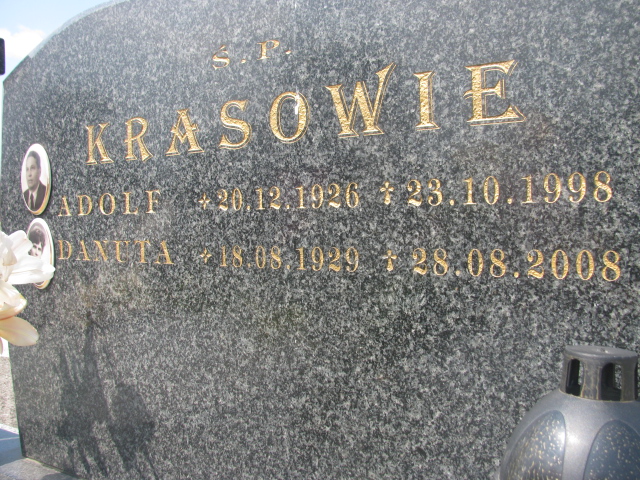 Ś. P.
KRASOWIE
ADOLF * 20.12.1926 † 23.10.1998
DANUTA * 18.08.1929 † 28.08.2008